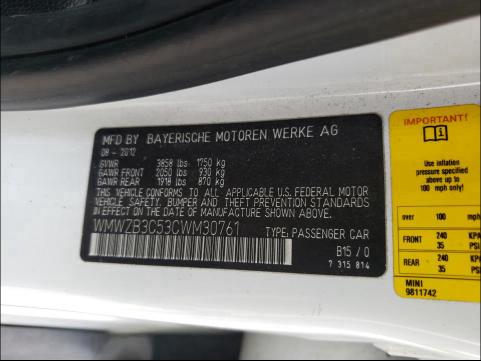 MFD BY BAYERISCHE MOTOREN WERKE AG
08 - 2012
GVWR 3858 lbs 1750 kg
GAWR FRONT 2050 lbs 930 kg
GAWR REAR 1918 lbs 870 kg
THIS VEHICLE CONFORMS TO ALL APPLICABLE U.S. FEDERAL MOTOR
VEHICLE SAFETY, BUMPER AND THEFT PREVENTION STANDARDS
IN EFFECT ON THE DATE OF MANUFACTURE SHOWN ABOVE.
WMWZB3C53CWM30761 TYPE: PASSENGER CAR
B15 / 0
7 315 814
IMPORTANT!
Use inflation
pressure specified
above up to
100 mph only!
over 100 mph
FRONT 240 KPA
35 PSI
REAR 240 KPA
35 PSI
MINI
9811742